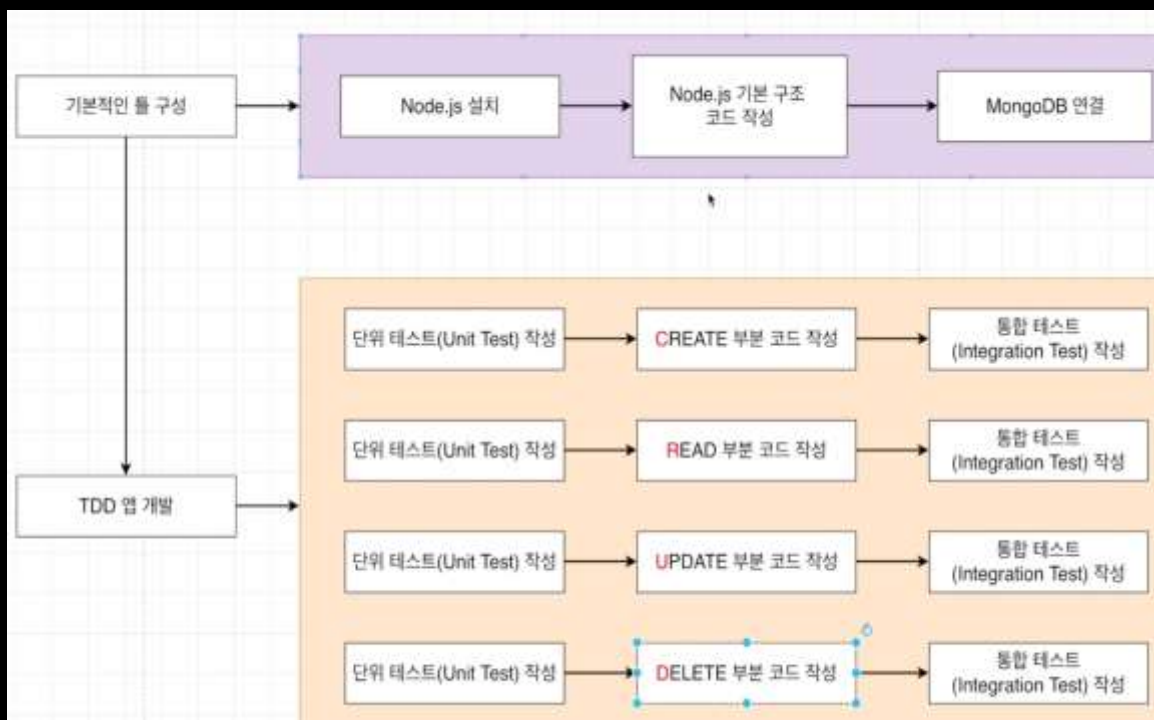 기본적인 틀 구성
Node.js 설치
Node.js 기본 구조
코드 작성
MongoDB 연결
단위 테스트(Unit Test) 작성
CREATE 부분 코드 작성
통합 테스트
(Integration Test) 작성
단위 테스트(Unit Test) 작성
READ 부분 코드 작성
통합 테스트
(Integration Test) 작성
TDD 앱 개발
단위 테스트(Unit Test) 작성
UPDATE 부분 코드 작성
통합 테스트
(Integration Test) 작성
단위 테스트(Unit Test) 작성
DELETE 부분 코드 작성
통합 테스트
(Integration Test) 작성